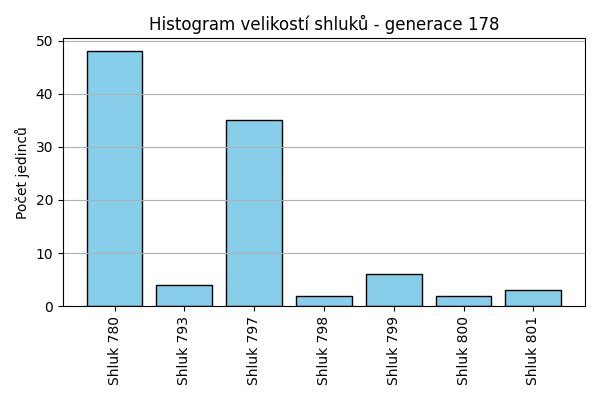 Histogram velikostí shluků - generace 178
Počet jedinců
50
40
30
20
10
0
Shluk 780
Shluk 793
Shluk 797
Shluk 798
Shluk 799
Shluk 800
Shluk 801